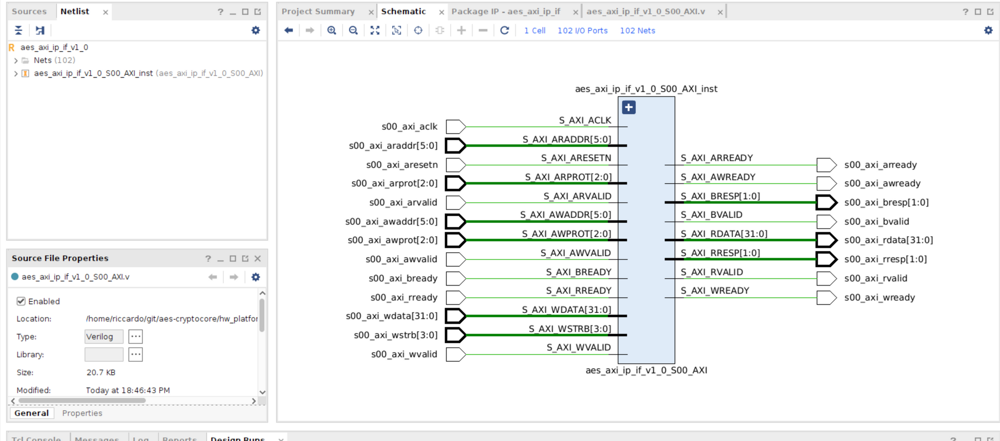 Sources Netlist
aes_axi_ip_if_v1_0
Nets (102)
aes_axi_ip_if_v1_0_S00_AXI_inst (aes_axi_ip_if_v1_0_S00_AXI)
Source File Properties
aes_axi_ip_if_v1_0_S00_AXI.v
Enabled
Location: /home/riccardo/git/aes-cryptocore/hw_platfor
Type: Verilog
Library:
Size: 20.7 KB
Modified: Today at 18:46:43 PM
General Properties
Project Summary Schematic Package IP - aes_axi_ip_if aes_axi_ip_if_v1_0_S00_AXI.v
1 Cell 102 I/O Ports 102 Nets
aes_axi_ip_if_v1_0_S00_AXI_inst
s00_axi_aclk S_AXI_ACLK
s00_axi_araddr[5:0] S_AXI_ARADDR[5:0]
s00_axi_aresetn S_AXI_ARESETN S_AXI_ARREADY s00_axi_arready
s00_axi_arprot[2:0] S_AXI_ARPROT[2:0] S_AXI_AWREADY s00_axi_awready
s00_axi_arvalid S_AXI_ARVALID S_AXI_BRESP[1:0] s00_axi_bresp[1:0]
s00_axi_awaddr[5:0] S_AXI_AWADDR[5:0] S_AXI_BVALID s00_axi_bvalid
s00_axi_awprot[2:0] S_AXI_AWPROT[2:0] S_AXI_RDATA[31:0] s00_axi_rdata[31:0]
s00_axi_awvalid S_AXI_AWVALID S_AXI_RRESP[1:0] s00_axi_rresp[1:0]
s00_axi_bready S_AXI_BREADY S_AXI_RVALID s00_axi_rvalid
s00_axi_rready S_AXI_RREADY S_AXI_WREADY s00_axi_wready
s00_axi_wdata[31:0] S_AXI_WDATA[31:0]
s00_axi_wstrb[3:0] S_AXI_WSTRB[3:0]
s00_axi_wvalid S_AXI_WVALID
aes_axi_ip_if_v1_0_S00_AXI
Tcl Console Messages Log Reports Design Runs